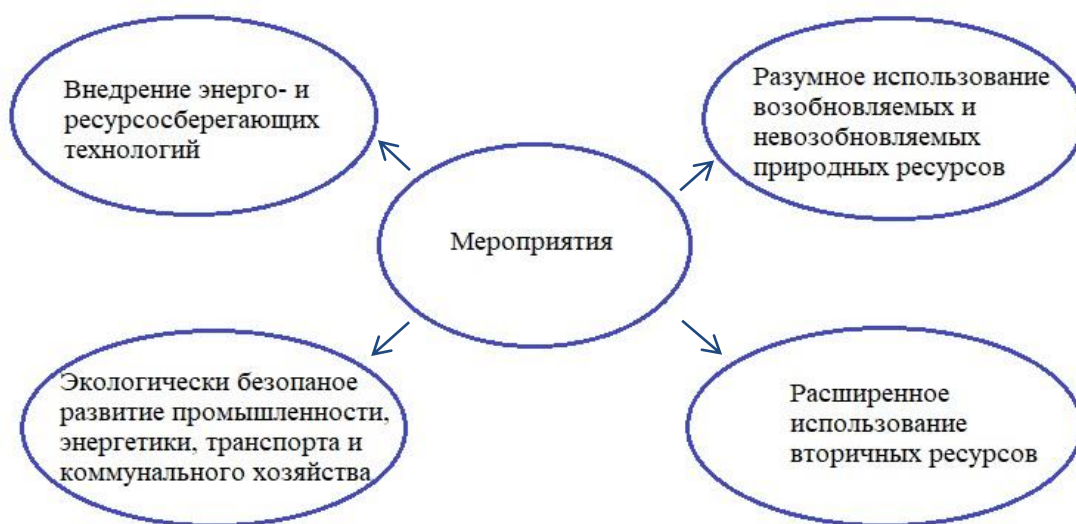 Внедрение энерго- и
ресурсосберегающих
технологий
Разумное использование
возобновляемых и
невозобновляемых
природных ресурсов
Мероприятия
Экологически безопаное
развитие промышленности,
энергетики, транспорта и
коммунального хозяйства
Расширенное
использование
вторичных ресурсов